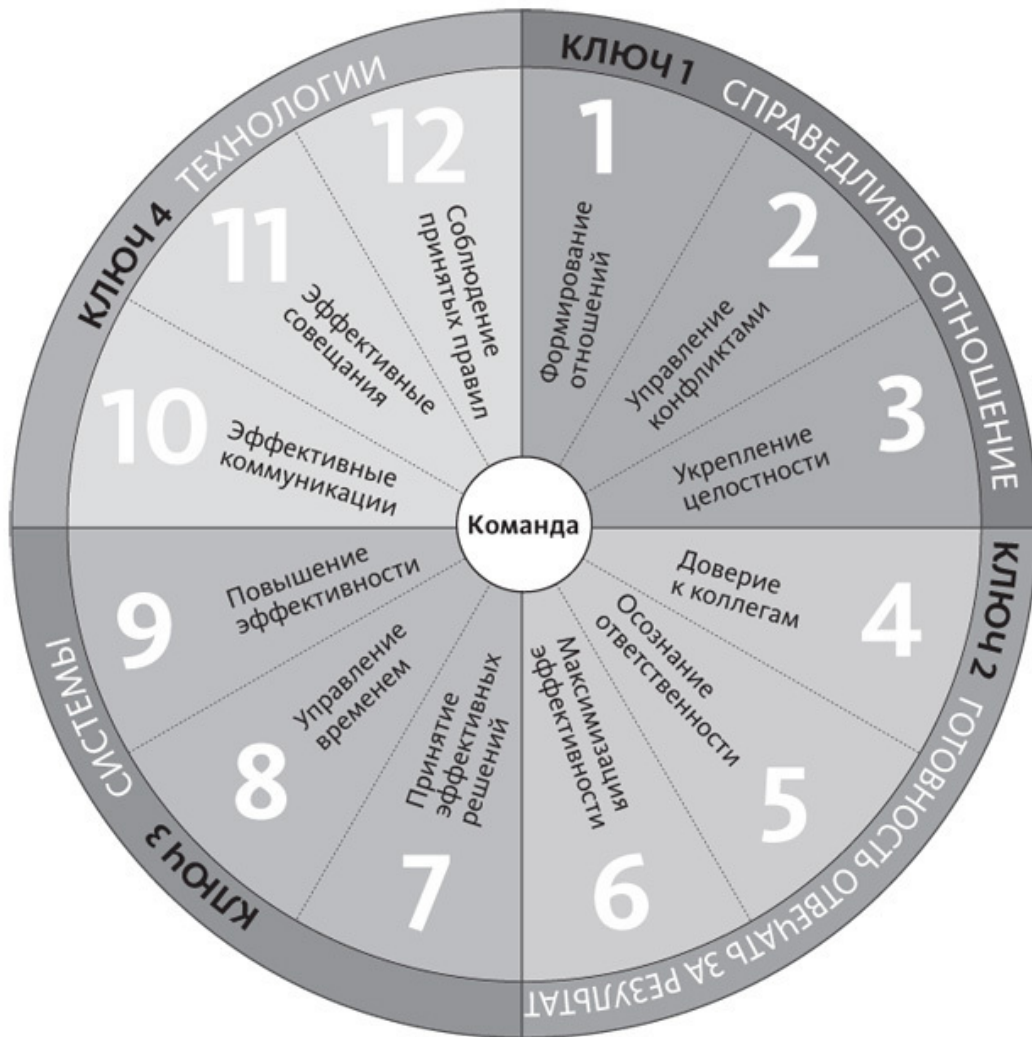 КЛЮЧ 1 СПРАВЕДЛИВОЕ ОТНОШЕНИЕ
1
Формирование
отношений
2
Управление
конфликтами
3
Укрепление
целостности
КЛЮЧ 2 ГОТОВНОСТЬ ОТВЕЧАТЬ ЗА РЕЗУЛЬТАТ
4
Доверие
к коллегам
5
Осознание
ответственности
6
Максимизация
эффективности
КЛЮЧ 3 СИСТЕМЫ
7
Принятие
эффективных
решений
8
Управление
временем
9
Повышение
эффективности
КЛЮЧ 4 ТЕХНОЛОГИИ
10
Эффективные
коммуникации
11
Эффективные
совещания
12
Соблюдение
принятых правил
Команда